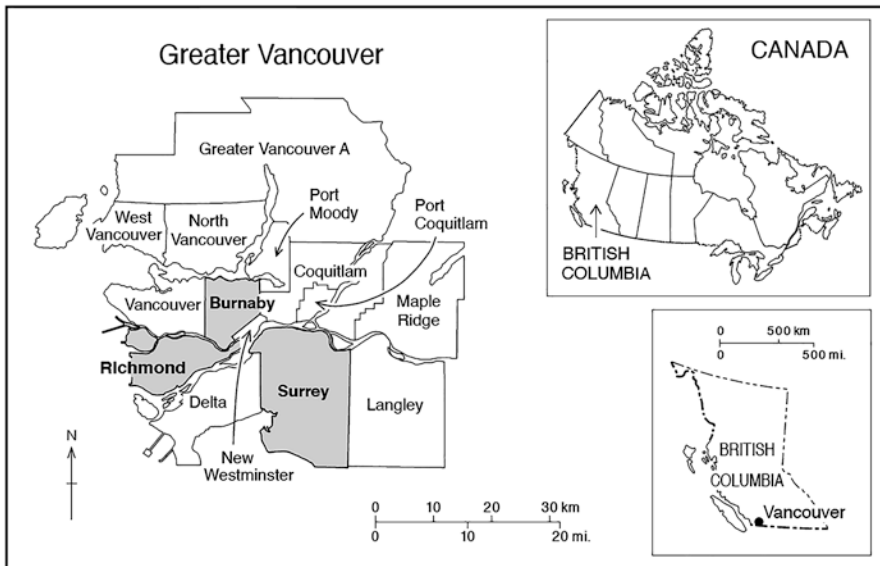 Greater Vancouver
Greater Vancouver A
Port
Moody
Port
Coquitlam
West
Vancouver
North
Vancouver
Coquitlam
Vancouver
Burnaby
Maple
Ridge
Richmond
Surrey
Delta
Langley
New
Westminster
N
0 10 20 30 km
0 10 20 mi.
CANADA
BRITISH
COLUMBIA
0 500 km
0 500 mi.
BRITISH
COLUMBIA
Vancouver